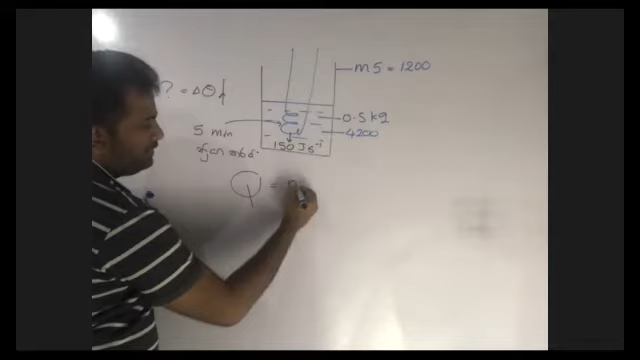 ? = Δθ↑
mS = 1200
0.5 kg
5 min
4200
150 Js⁻¹
Q =